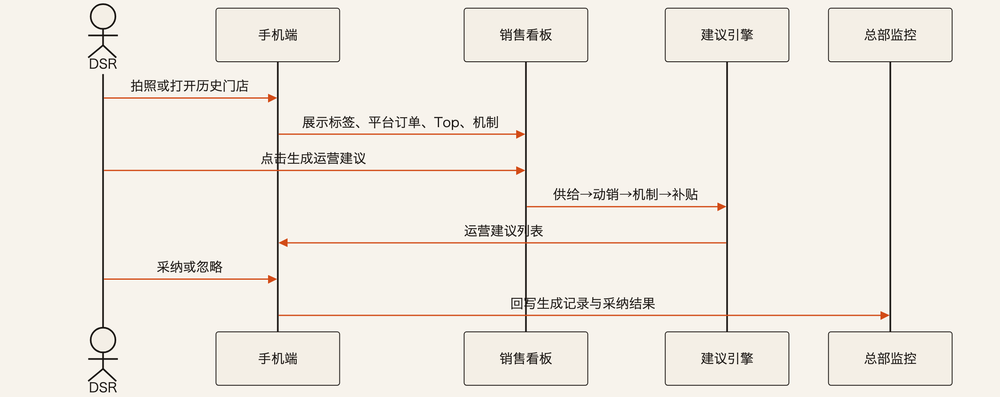 手机端
销售看板
建议引擎
总部监控
DSR
拍照或打开历史门店
展示标签、平台订单、Top、机制
点击生成运营建议
供给→动销→机制→补贴
运营建议列表
采纳或忽略
回写生成记录与采纳结果
手机端
销售看板
建议引擎
总部监控
DSR